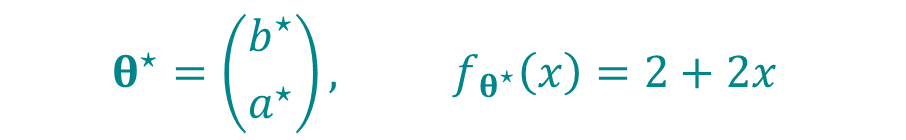 θ⋆ = (b⋆ a⋆), f_θ⋆(x) = 2 + 2x